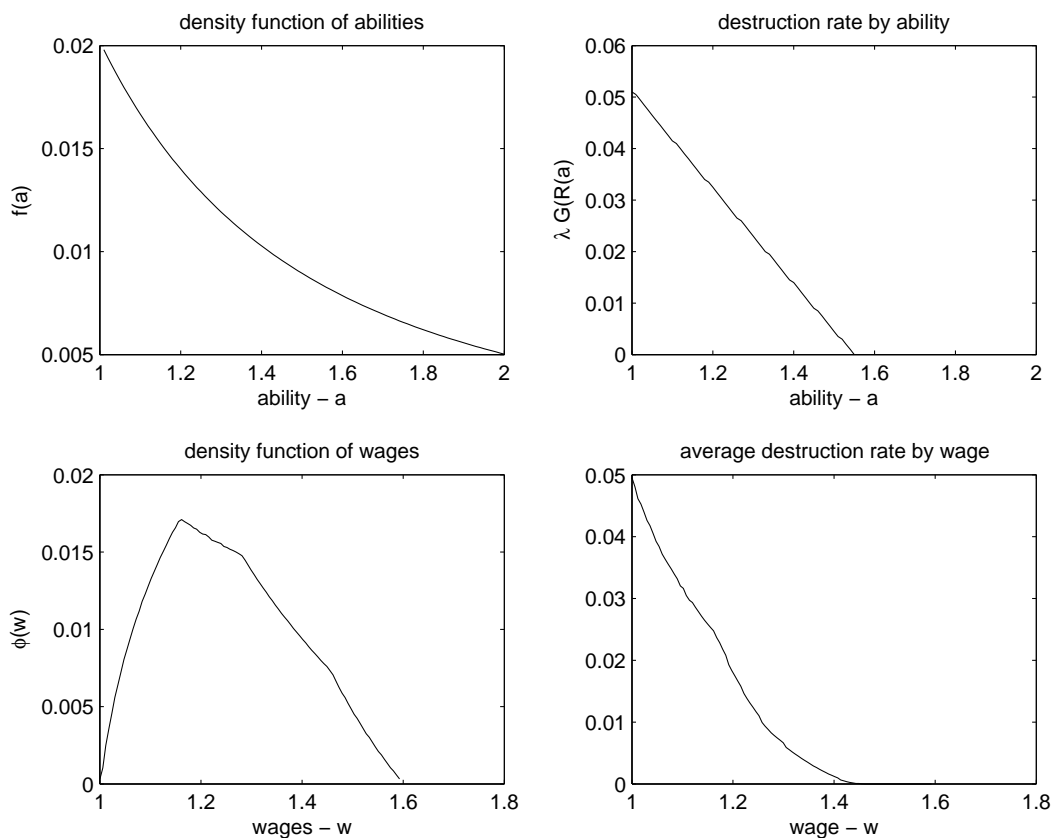 density function of abilities
0.02
0.015
0.01
0.005
f(a)
1 1.2 1.4 1.6 1.8 2
ability − a
destruction rate by ability
0.06
0.05
0.04
0.03
0.02
0.01
0
λ G(R(a)
1 1.2 1.4 1.6 1.8 2
ability − a
density function of wages
0.02
0.015
0.01
0.005
0
ϕ(w)
1 1.2 1.4 1.6 1.8
wages − w
average destruction rate by wage
0.05
0.04
0.03
0.02
0.01
0
1 1.2 1.4 1.6 1.8
wage − w